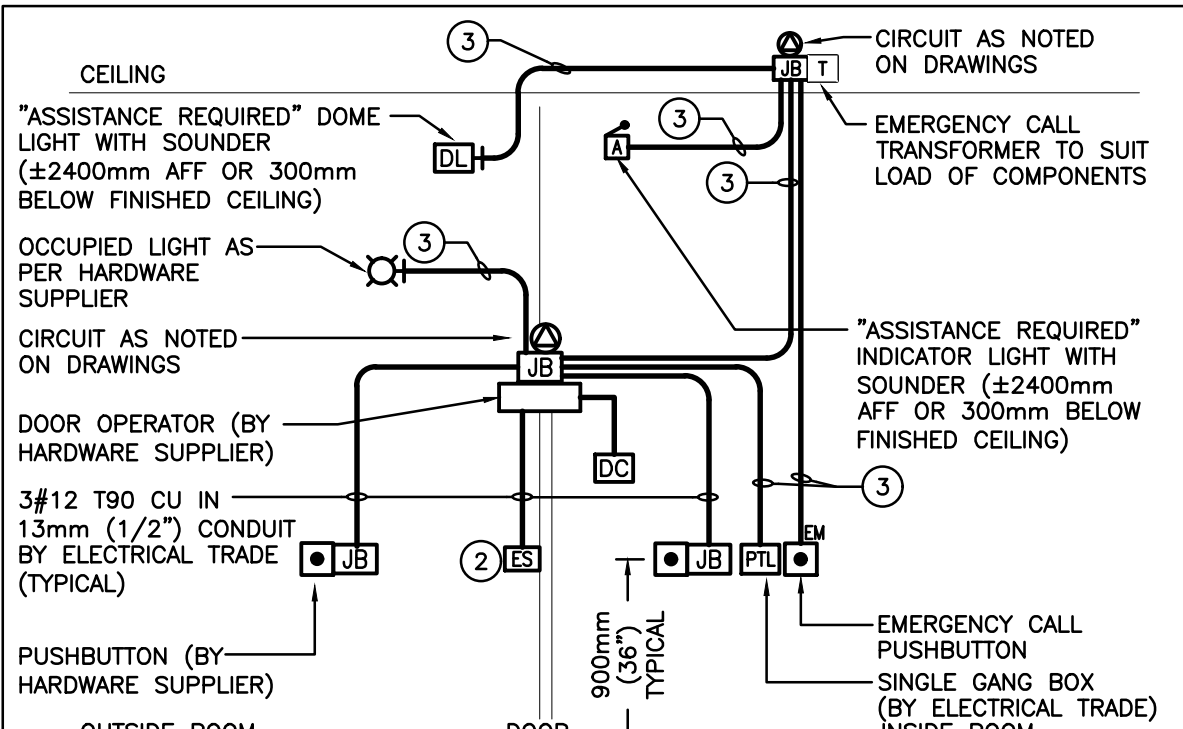 3
CIRCUIT AS NOTED
ON DRAWINGS
CEILING
JB T
"ASSISTANCE REQUIRED" DOME
LIGHT WITH SOUNDER
(±2400mm AFF OR 300mm
BELOW FINISHED CEILING)
DL
3
A
EMERGENCY CALL
TRANSFORMER TO SUIT
LOAD OF COMPONENTS
3
OCCUPIED LIGHT AS
PER HARDWARE
SUPPLIER
3
CIRCUIT AS NOTED
ON DRAWINGS
JB
"ASSISTANCE REQUIRED"
INDICATOR LIGHT WITH
SOUNDER (±2400mm
AFF OR 300mm BELOW
FINISHED CEILING)
DOOR OPERATOR (BY
HARDWARE SUPPLIER)
DC
3#12 T90 CU IN
13mm (1/2") CONDUIT
BY ELECTRICAL TRADE
(TYPICAL)
3
JB
2
ES
JB
PTL
EM
900mm
(36")
TYPICAL
PUSHBUTTON (BY
HARDWARE SUPPLIER)
EMERGENCY CALL
PUSHBUTTON
SINGLE GANG BOX
(BY ELECTRICAL TRADE)
OUTSIDE ROOM
DOOR
INSIDE ROOM